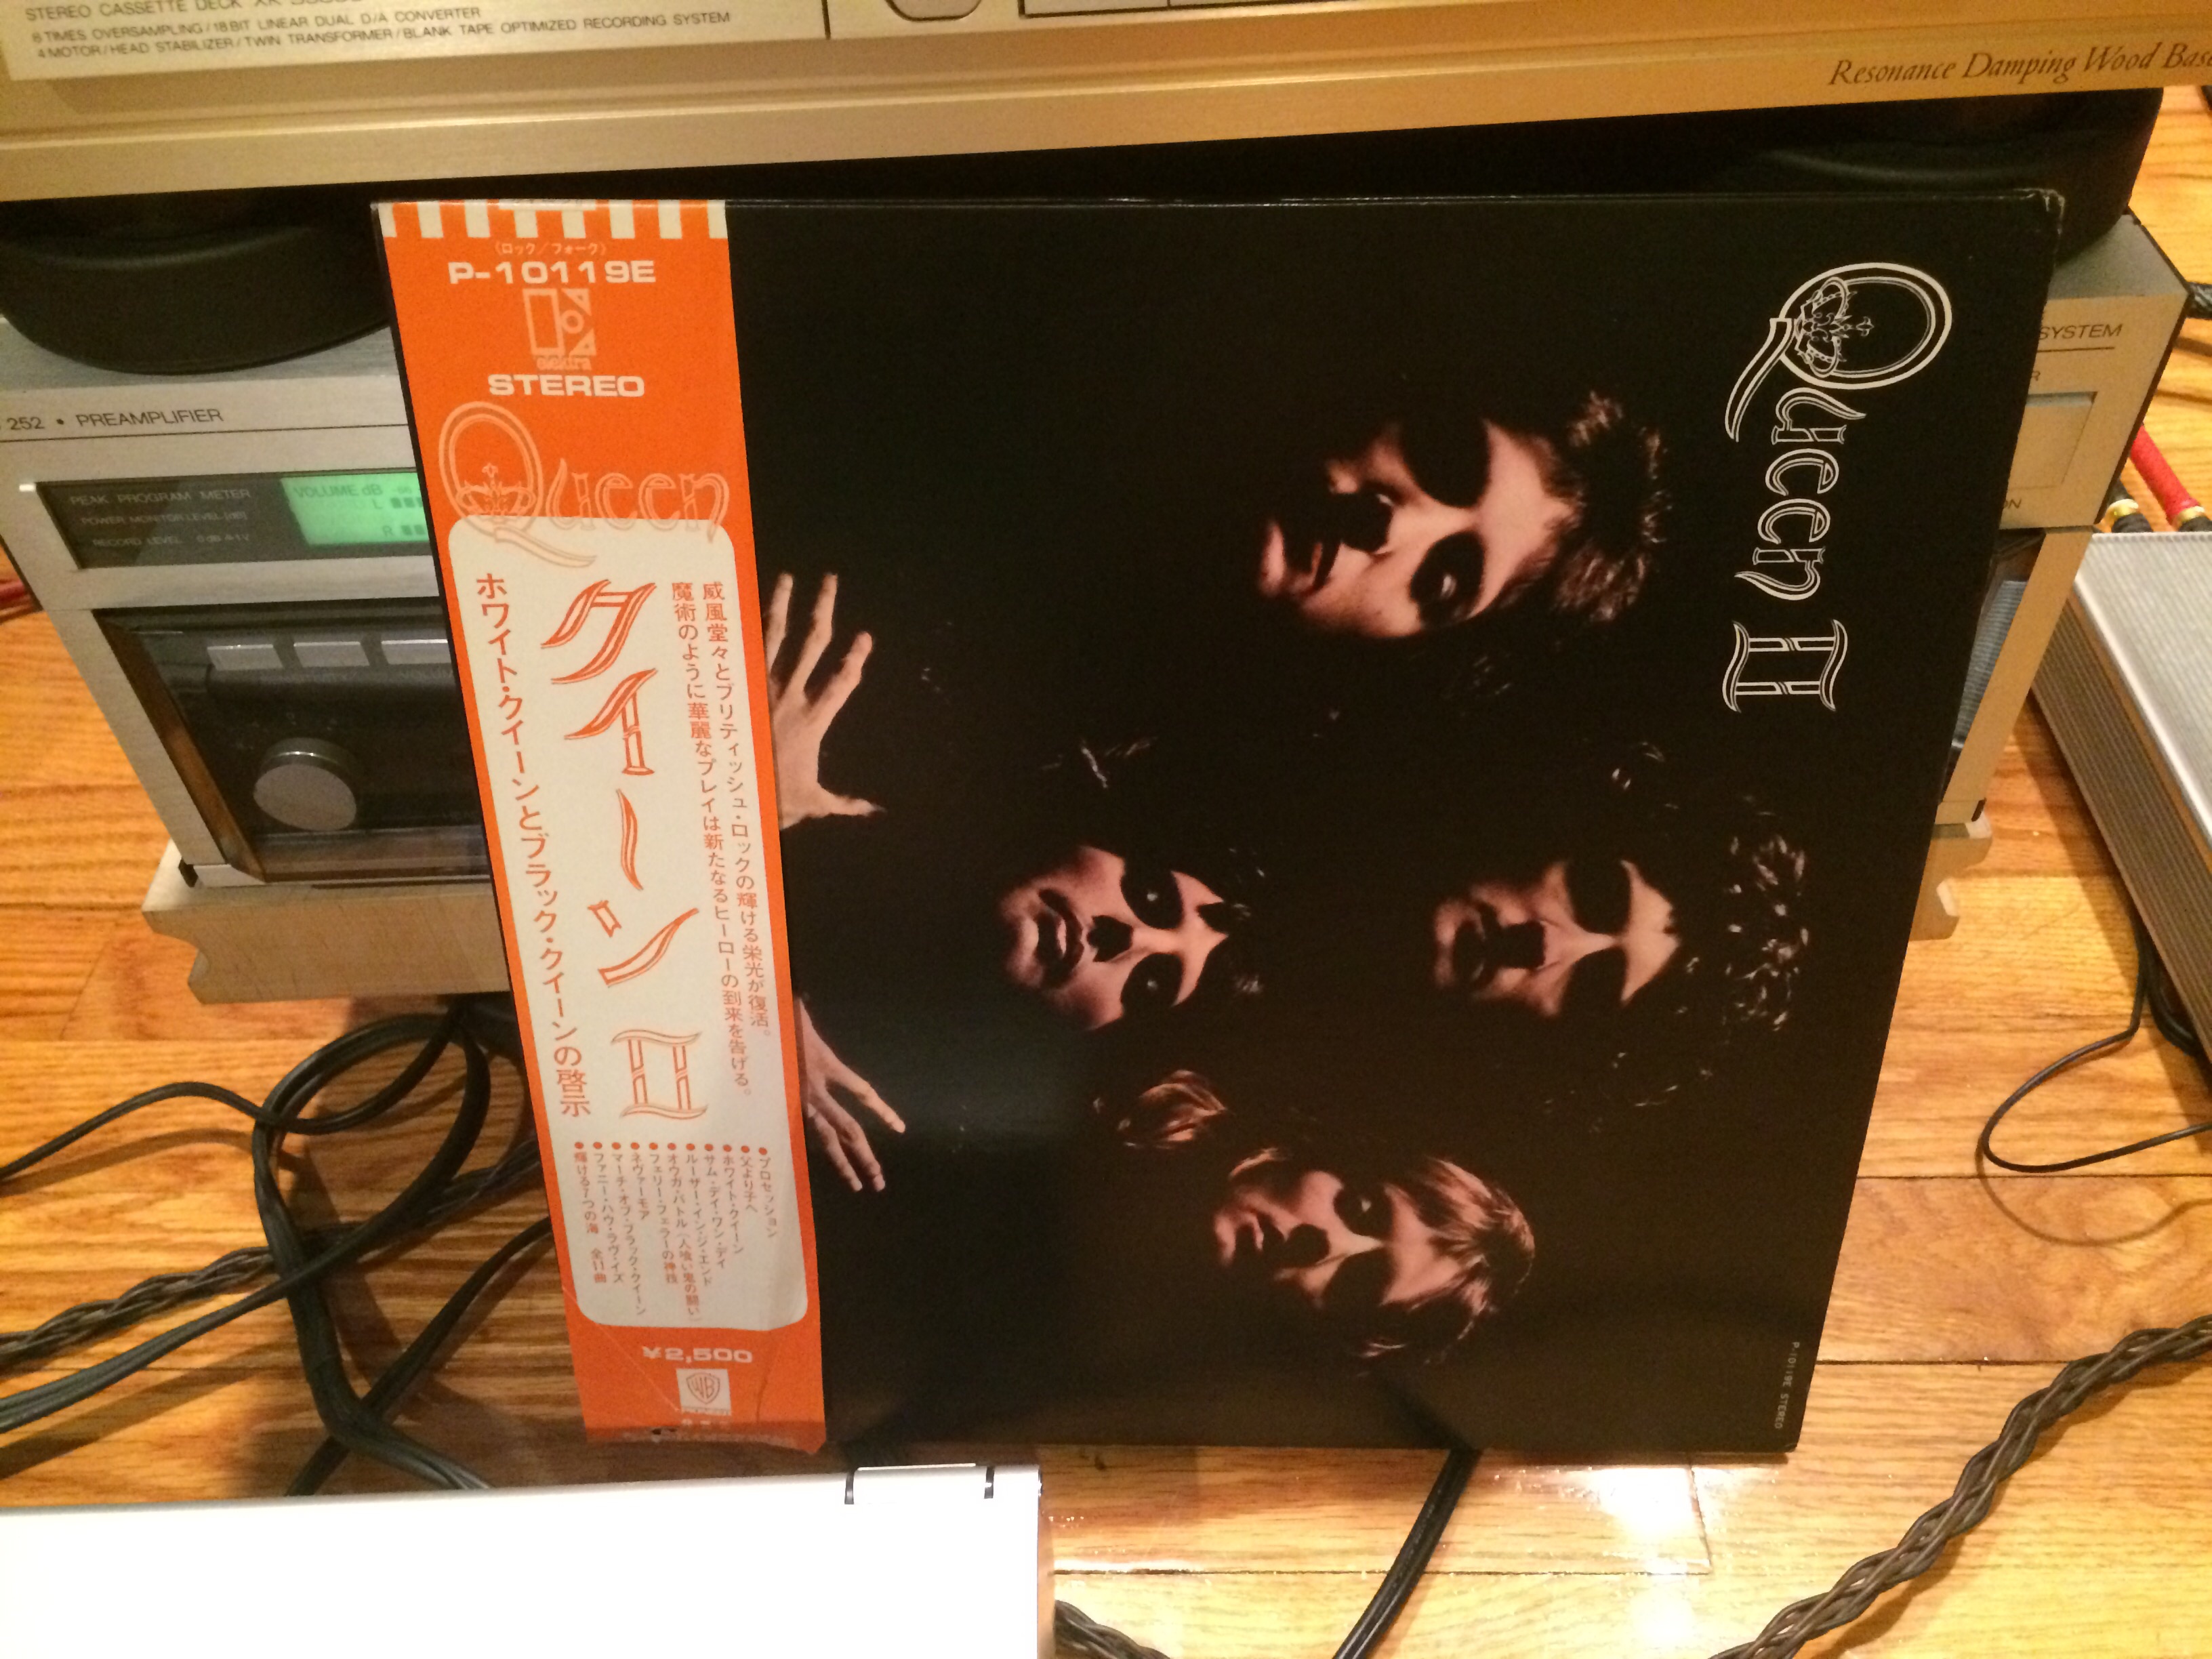 STEREO CASSETTE DECK
8 TIMES OVERSAMPLING / 18 BIT LINEAR DUAL D/A CONVERTER
4 MOTOR / HEAD STABILIZER / TWIN TRANSFORMER / BLANK TAPE OPTIMIZED RECORDING SYSTEM
Resonance Damping Wood Base
252 • PREAMPLIFIER
PEAK PROGRAM METER
POWER MONITOR LEVEL [dB]
RECORD LEVEL 0dB=1V
VOLUME dB
L
R
SYSTEM
〈ロック/フォーク〉
P-10119E
elektra
STEREO
Queen
威風堂々とブリティッシュ・ロックの輝ける栄光が復活。
魔術のように華麗なプレイは新たなるヒーローの到来を告げる。
クイーン II
ホワイト・クイーンとブラック・クイーンの啓示
●プロセッション
●父より子へ
●ホワイト・クイーン
●サム・デイ・ワン・デイ
●ルーザー・イン・ジ・エンド
●オウガ・バトル(人喰い鬼の闘い)
●フェリー・フェラーの神技
●ネヴァーモア
●マーチ・オブ・ブラック・クイーン
●ファニー・ハウ・ラヴ・イズ
●輝ける7つの海 全11曲
¥2,500
WB
Queen II
P-10119E STEREO